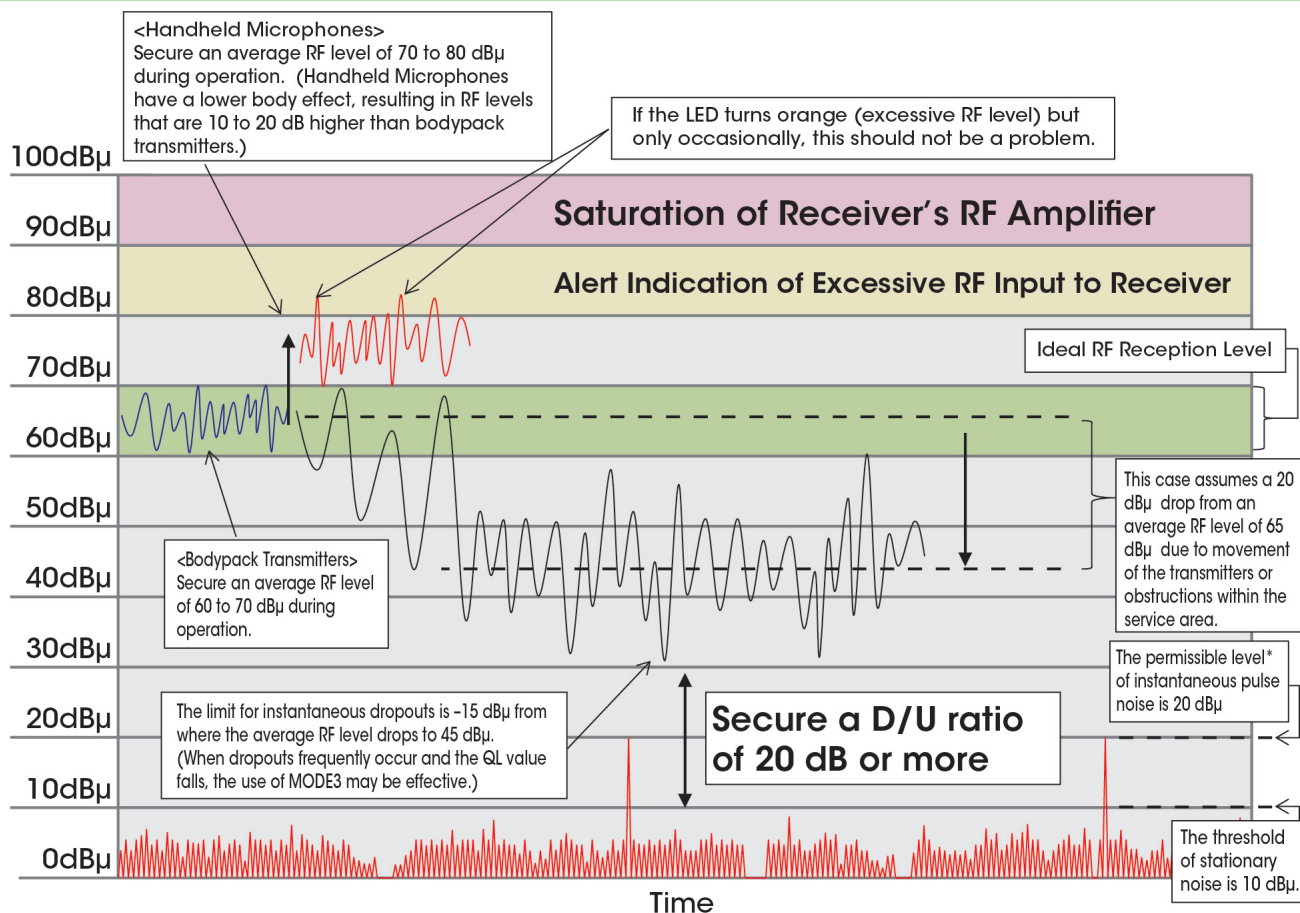 <Handheld Microphones>
Secure an average RF level of 70 to 80 dBµ
during operation.  (Handheld Microphones
have a lower body effect, resulting in RF levels
that are 10 to 20 dB higher than bodypack
transmitters.)
If the LED turns orange (excessive RF level) but
only occasionally, this should not be a problem.
100dBµ
Saturation of Receiver’s RF Amplifier
90dBµ
Alert Indication of Excessive RF Input to Receiver
80dBµ
Ideal RF Reception Level
70dBµ
60dBµ
This case assumes a 20
dBµ  drop from an
average RF level of 65
dBµ  due to movement
of the transmitters or
obstructions within the
service area.
50dBµ
<Bodypack Transmitters>
Secure an average RF level
of 60 to 70 dBµ during
operation.
40dBµ
30dBµ
The permissible level*
of instantaneous pulse
noise is 20 dBµ
The limit for instantaneous dropouts is –15 dBµ from
where the average RF level drops to 45 dBµ.
(When dropouts frequently occur and the QL value
falls, the use of MODE3 may be effective.)
Secure a D/U ratio
of 20 dB or more
20dBµ
10dBµ
The threshold
of stationary
noise is 10 dBµ.
0dBµ
Time